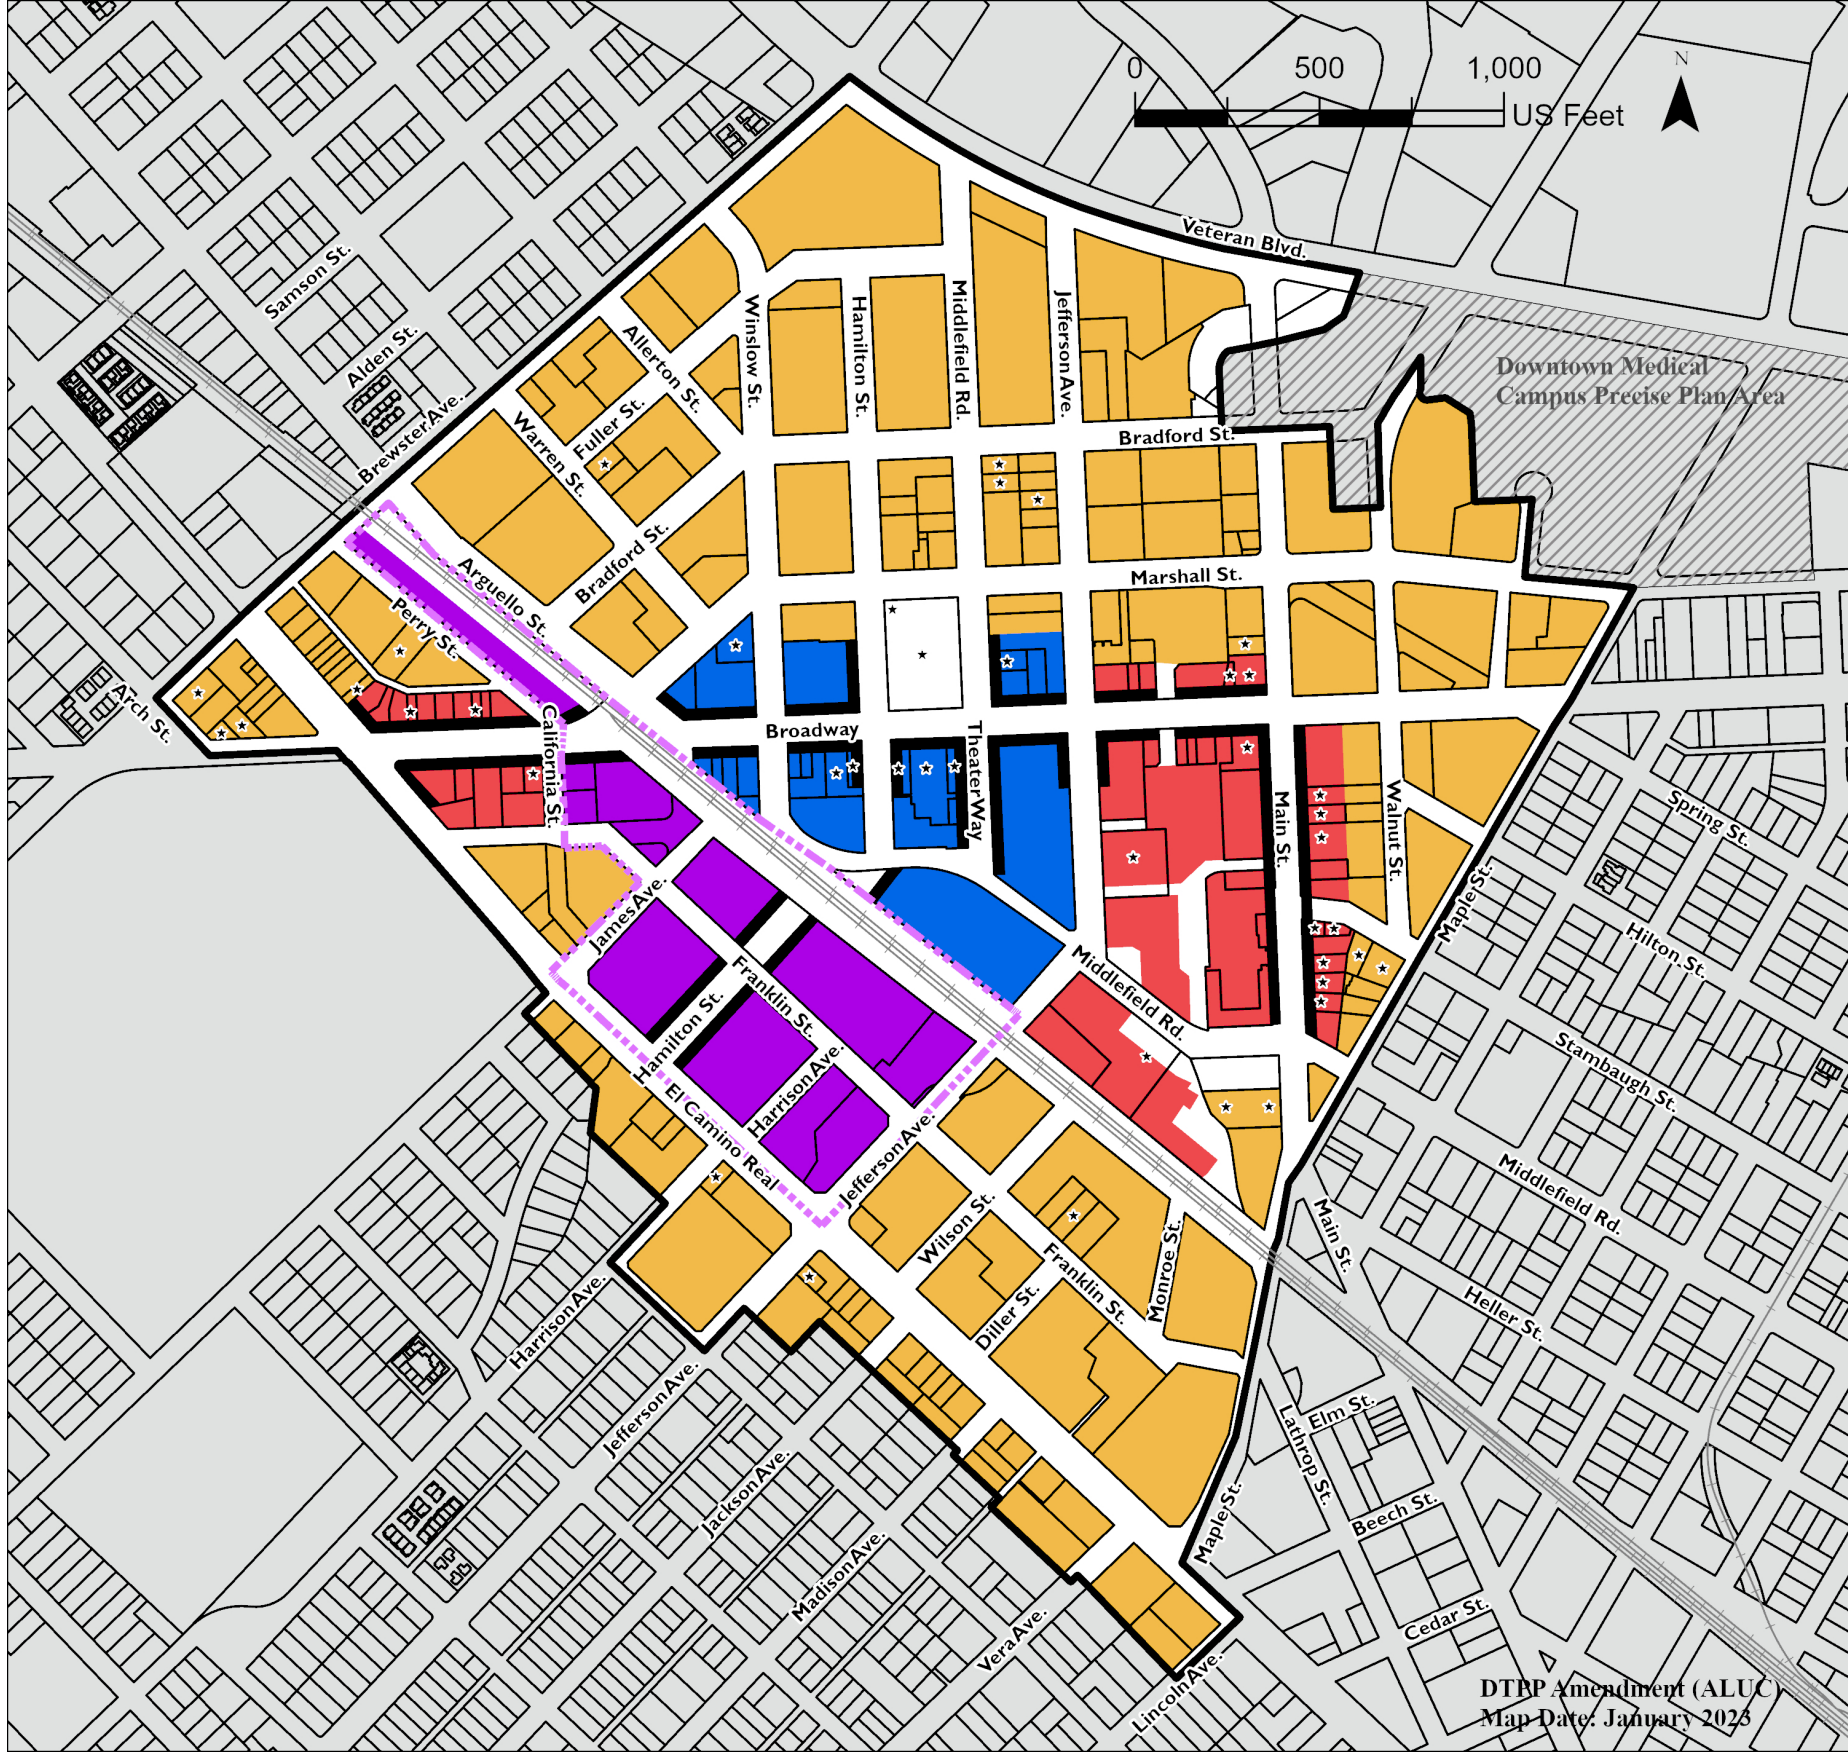 0 500 1,000
US Feet
N
Veteran Blvd.
Samson St.
Alden St.
Brewster Ave.
Winslow St.
Hamilton St.
Middlefield Rd.
Jefferson Ave.
Allerton St.
Fuller St.
Warren St.
Downtown Medical
Campus Precise Plan Area
Bradford St.
Bradford St.
Arguello St.
Perry St.
Marshall St.
Arch St.
California St.
Broadway
Theater Way
Main St.
Walnut St.
Maple St.
Spring St.
Hilton St.
Stambaugh St.
Middlefield Rd.
James Ave.
Franklin St.
Hamilton St.
Harrison Ave.
El Camino Real
Jefferson Ave.
Middlefield Rd.
Wilson St.
Franklin St.
Monroe St.
Diller St.
Main St.
Heller St.
Harrison Ave.
Jefferson Ave.
Jackson Ave.
Madison Ave.
Vera Ave.
Lincoln Ave.
Maple St.
Lathrop St.
Elm St.
Beech St.
Cedar St.
DTPP Amendment (ALUC)
Map Date: January 2023